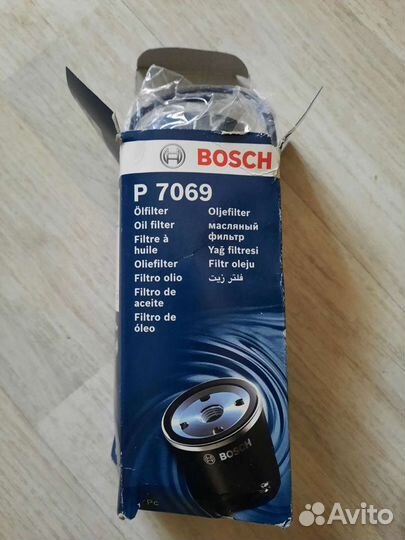 BOSCH
P 7069
Ölfilter
Oil filter
Filtre à
huile
Oliefilter
Filtro olio
Filtro de
aceite
Filtro de
óleo
Oljefilter
масляный
фильтр
Yağ filtresi
Filtr oleju
فلتر زيت
BOSCH
Avito